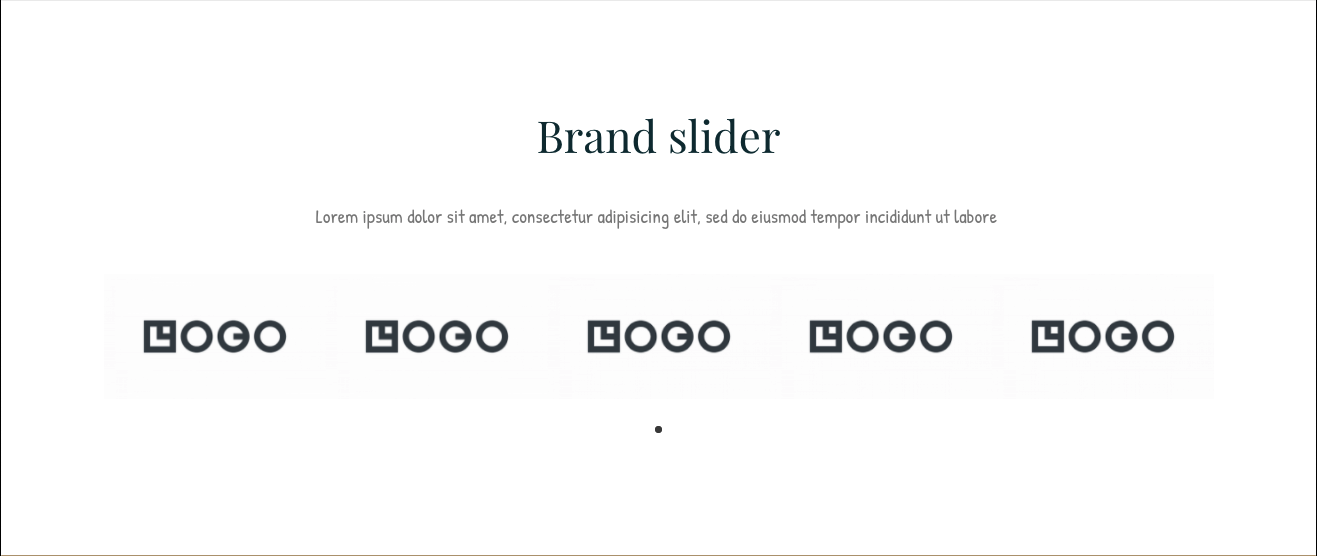 Brand slider
Lorem ipsum dolor sit amet, consectetur adipisicing elit, sed do eiusmod tempor incididunt ut labore
LOGO LOGO LOGO LOGO LOGO